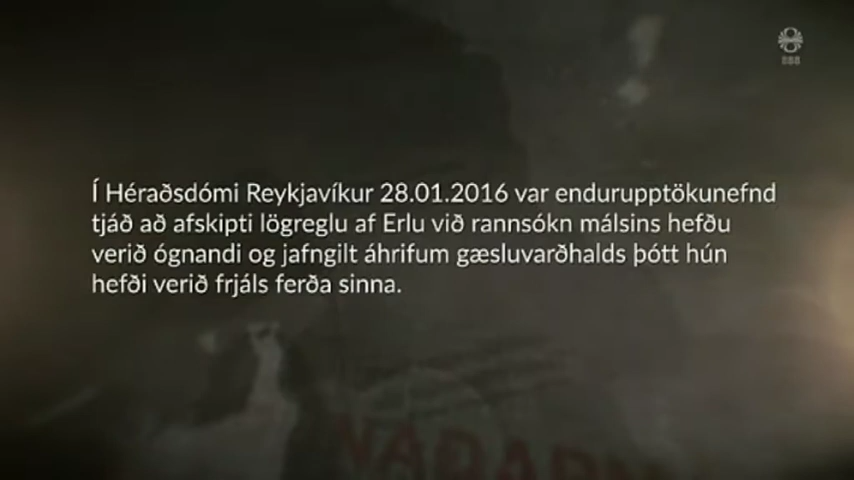 888
Í Héraðsdómi Reykjavíkur 28.01.2016 var endurupptökunefnd
tjáð að afskipti lögreglu af Erlu við rannsókn málsins hefðu
verið ógnandi og jafngilt áhrifum gæsluvarðhalds þótt hún
hefði verið frjáls ferða sinna.